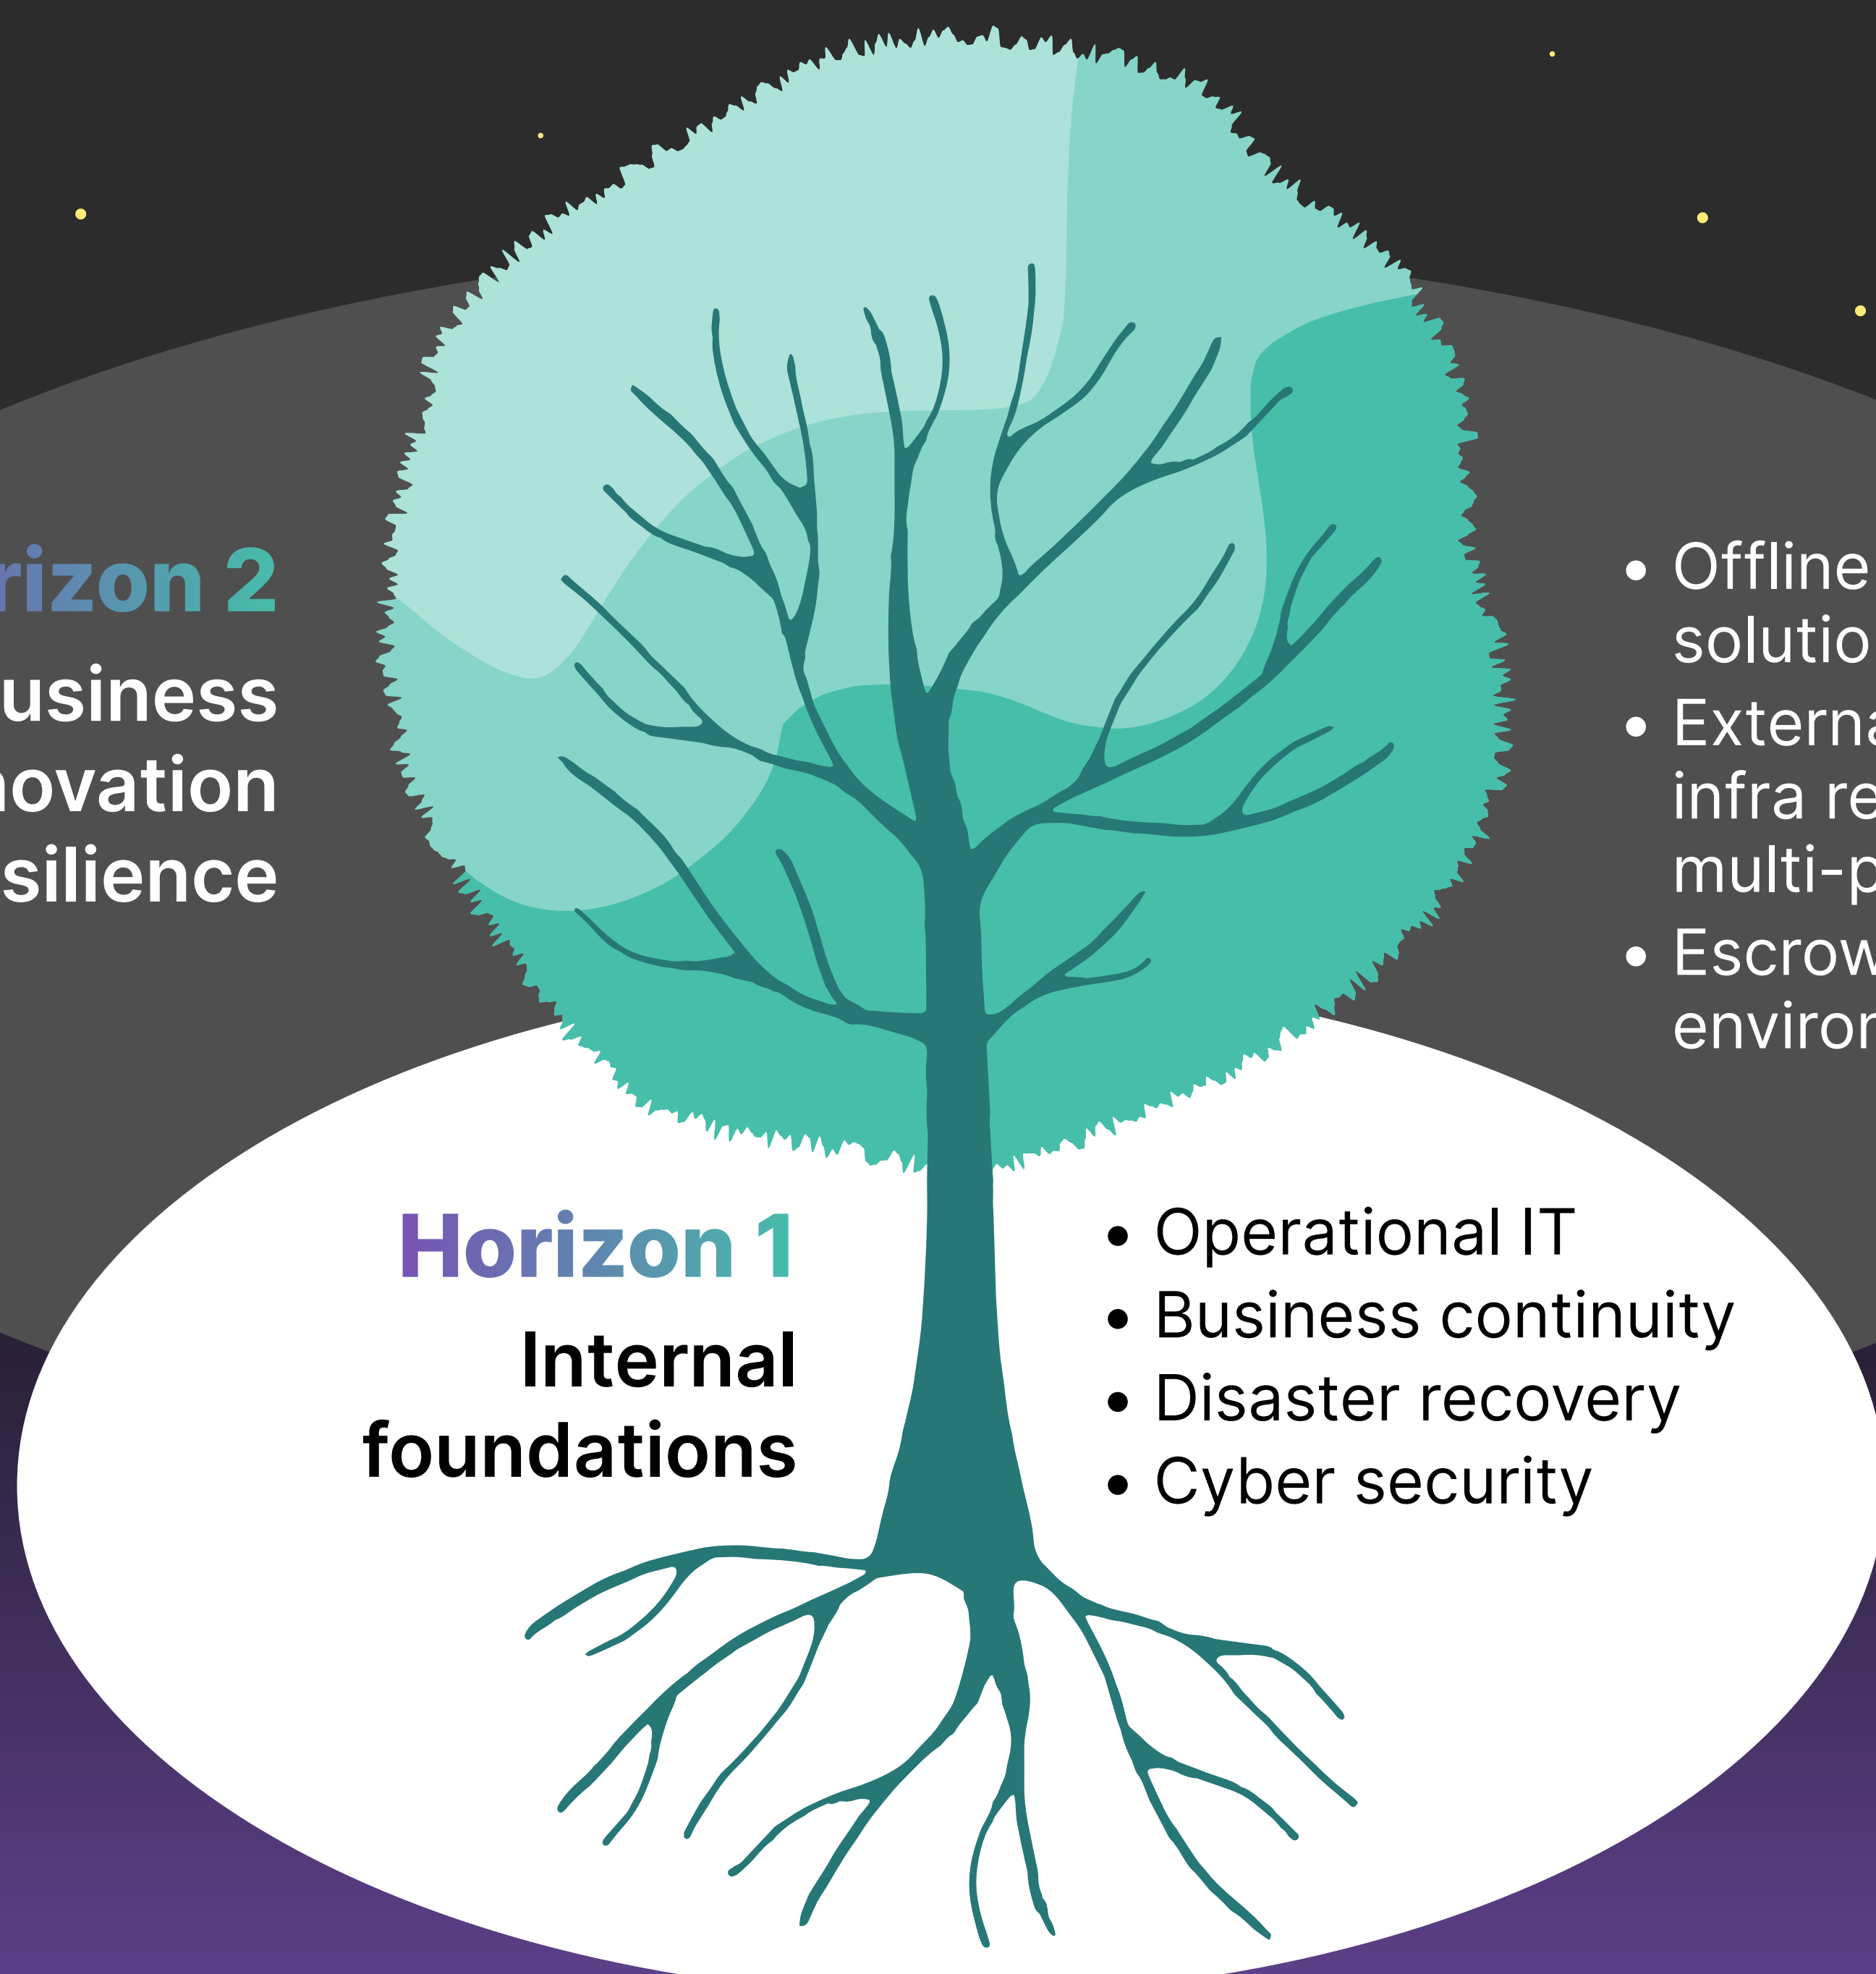 rizon 2
usiness
novation
silience
Offline
solutio
Externa
infra re
multi-p
Escrow
environ
Horizon 1
Internal
foundations
Operational IT
Business continuity
Disaster recovery
Cyber security